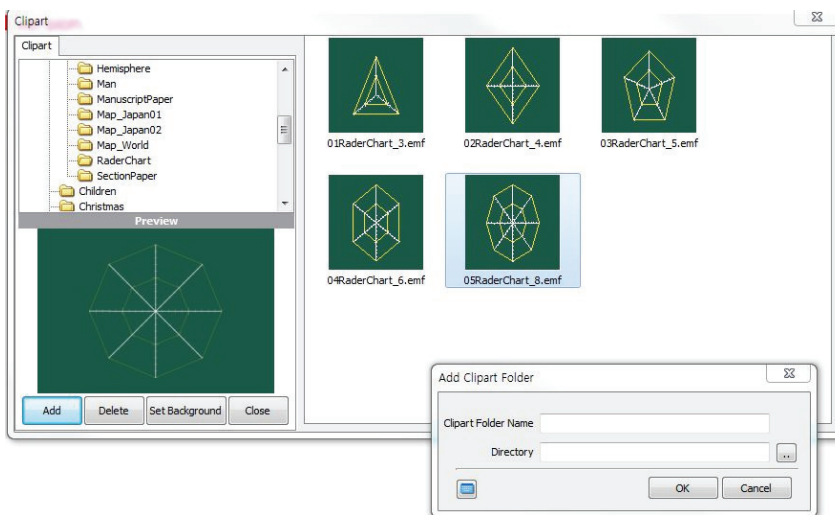 Clipart
Clipart
Hemisphere
Man
ManuscriptPaper
Map_Japan01
Map_Japan02
Map_World
RaderChart
SectionPaper
Children
Christmas
Preview
Add Delete Set Background Close
01RaderChart_3.emf 02RaderChart_4.emf 03RaderChart_5.emf
04RaderChart_6.emf 05RaderChart_8.emf
Add Clipart Folder
Clipart Folder Name
Directory ..
OK Cancel